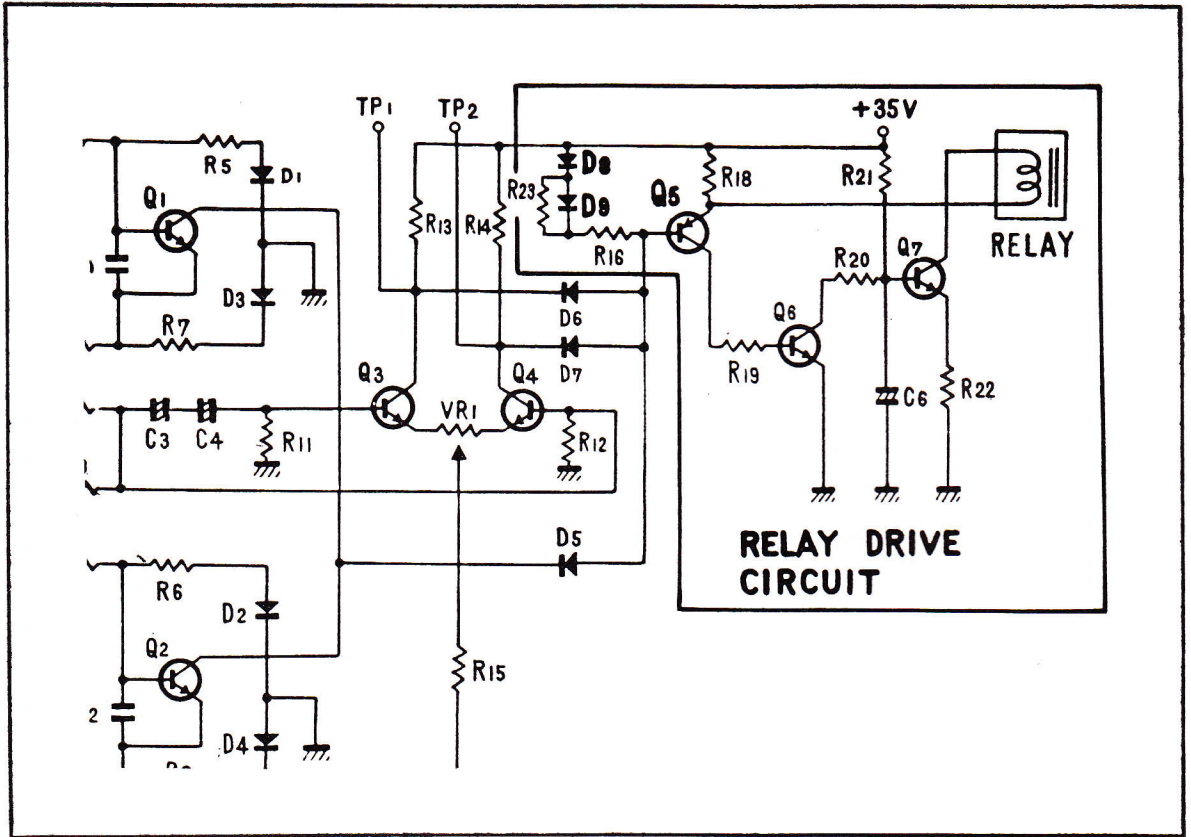 TP1 TP2 +35V
R5 D1 D8 R18 R21
Q1 R23 D9 Q5
R13 R14 R16 RELAY
R20 Q7
D3 D6 Q6
R7 D7 R19
Q3 VR1 Q4 C6 R22
C3 C4 R11 R12
D5 RELAY DRIVE
CIRCUIT
R6
D2
Q2 R15
2
D4